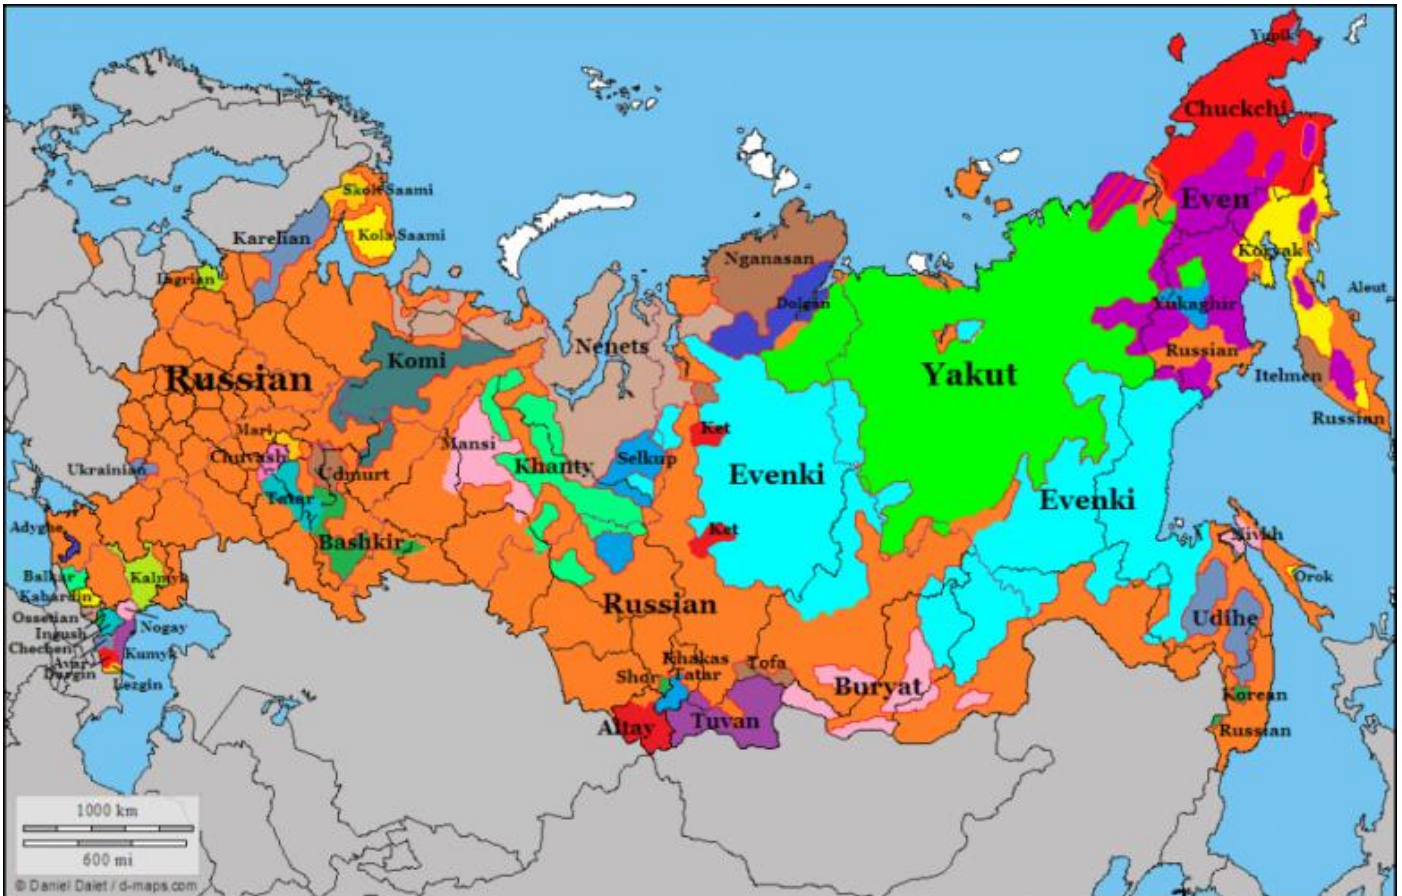 Yupik
Chuckchi
Skolt Saami
Even
Kola Saami
Karelian
Koryak
Nganasan
Ingrian
Aleut
Dolgan
Yukaghir
Nenets
Russian
Komi
Yakut
Itelmen
Russian
Russian
Mari
Ket
Mansi
Chuvash
Selkup
Khanty
Ukrainian
Udmurt
Evenki
Tatar
Evenki
Adyghe
Ket
Nivkh
Bashkir
Balkar
Kalmyk
Orok
Kabardin
Russian
Ossetian
Udihe
Nogay
Ingush
Chechen
Kumyk
Khakas
Avar
Tofa
Dargin
Shor
Tatar
Lezgin
Buryat
Korean
Altay
Tuvan
Russian
1000 km
600 mi
© Daniel Dalet / d-maps.com